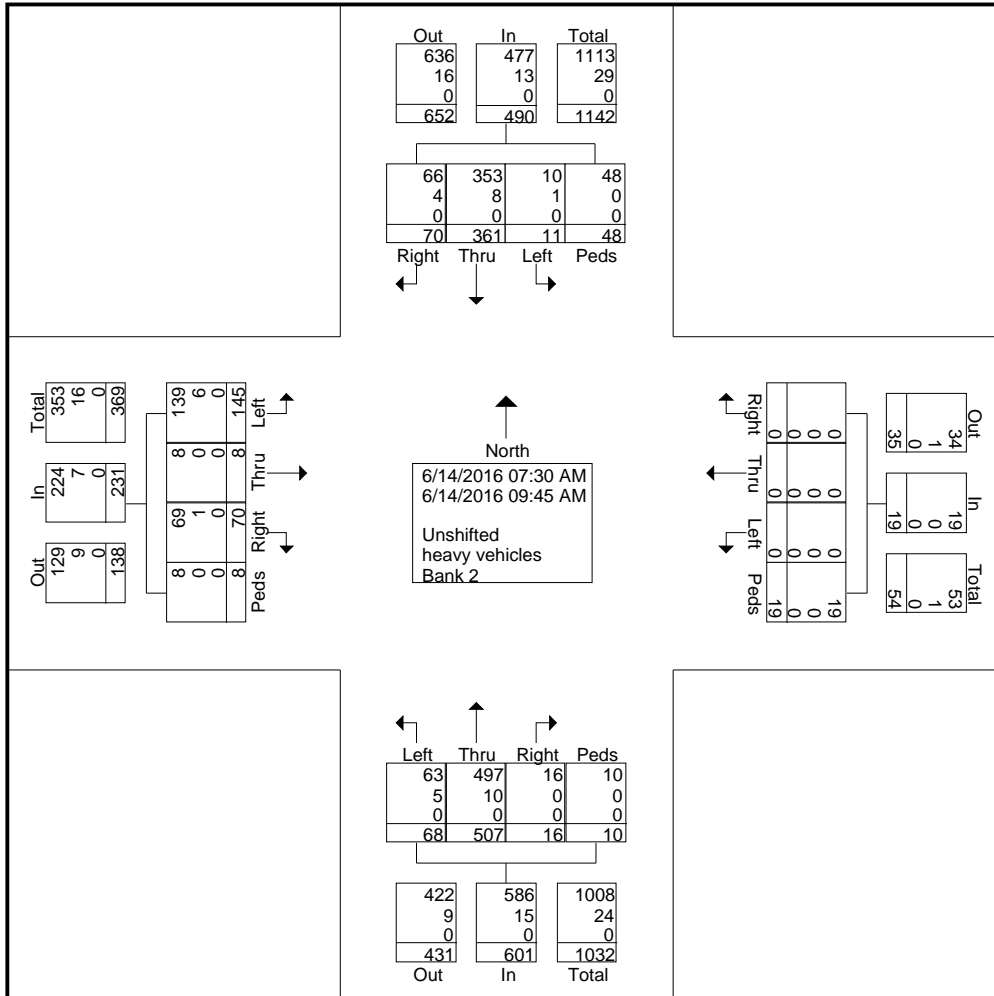 Out In Total
636 477 1113
16 13 29
0 0 0
652 490 1142
66 353 10 48
4 8 1 0
0 0 0 0
70 361 11 48
Right Thru Left Peds
Total
353 16 0 369
In
224 7 0 231
Out
129 9 0 138
139 6 0 145
Left
8 0 0 8
Thru
69 1 0 70
Right
8 0 0 8
Peds
North
6/14/2016 07:30 AM
6/14/2016 09:45 AM
Unshifted
heavy vehicles
Bank 2
Right
0 0 0 0
Thru
0 0 0 0
Left
0 0 0 0
Peds
19 0 0 19
Out
34 1 0 35
In
19 0 0 19
Total
53 1 0 54
Left Thru Right Peds
63 497 16 10
5 10 0 0
0 0 0 0
68 507 16 10
422 586 1008
9 15 24
0 0 0
431 601 1032
Out In Total